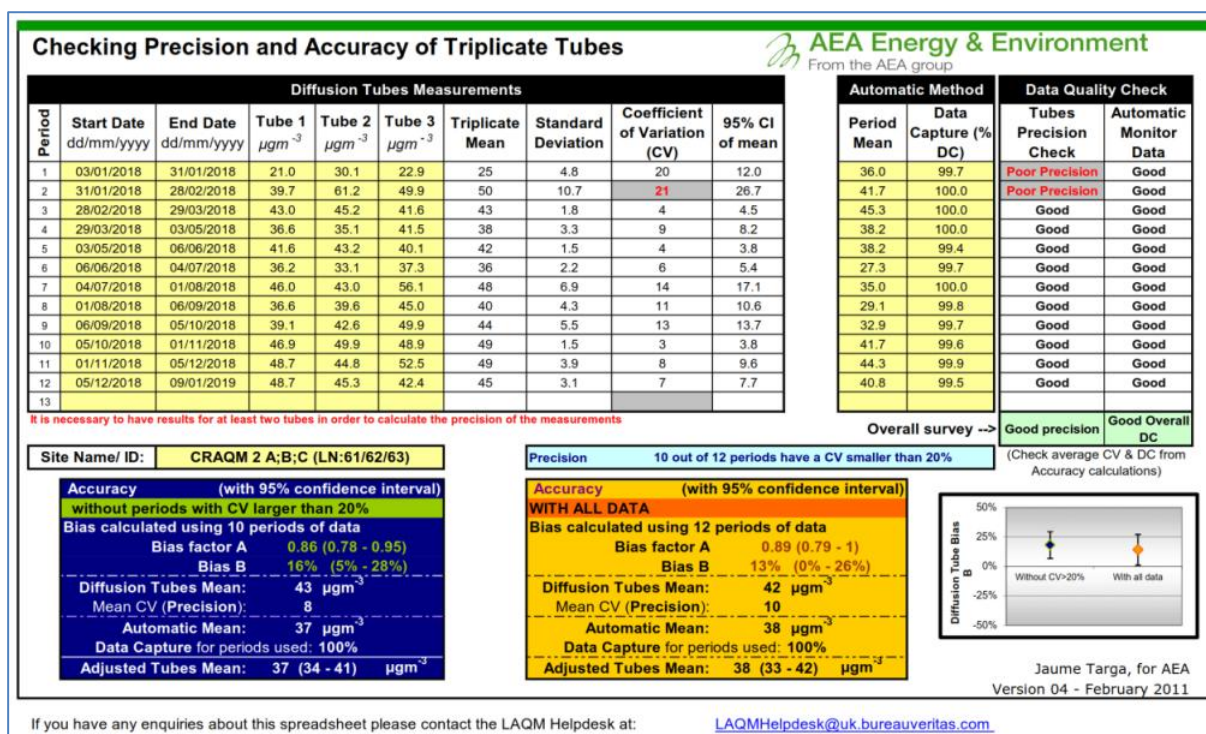 Checking Precision and Accuracy of Triplicate Tubes
AEA Energy & Environment
From the AEA group
Diffusion Tubes Measurements
Automatic Method
Data Quality Check
Period Start Date dd/mm/yyyy End Date dd/mm/yyyy Tube 1 µgm-3 Tube 2 µgm-3 Tube 3 µgm-3 Triplicate Mean Standard Deviation Coefficient of Variation (CV) 95% CI of mean Period Mean Data Capture (% DC) Tubes Precision Check Automatic Monitor Data
1 03/01/2018 31/01/2018 21.0 30.1 22.9 25 4.8 20 12.0 36.0 99.7 Poor Precision Good
2 31/01/2018 28/02/2018 39.7 61.2 49.9 50 10.7 21 26.7 41.7 100.0 Poor Precision Good
3 28/02/2018 29/03/2018 43.0 45.2 41.6 43 1.8 4 4.5 45.3 100.0 Good Good
4 29/03/2018 03/05/2018 36.6 35.1 41.5 38 3.3 9 8.2 38.2 100.0 Good Good
5 03/05/2018 06/06/2018 41.6 43.2 40.1 42 1.5 4 3.8 38.2 99.4 Good Good
6 06/06/2018 04/07/2018 36.2 33.1 37.3 36 2.2 6 5.4 27.3 99.7 Good Good
7 04/07/2018 01/08/2018 46.0 43.0 56.1 48 6.9 14 17.1 35.0 100.0 Good Good
8 01/08/2018 06/09/2018 36.6 39.6 45.0 40 4.3 11 10.6 29.1 99.8 Good Good
9 06/09/2018 05/10/2018 39.1 42.6 49.9 44 5.5 13 13.7 32.9 99.7 Good Good
10 05/10/2018 01/11/2018 46.9 49.9 48.9 49 1.5 3 3.8 41.7 99.6 Good Good
11 01/11/2018 05/12/2018 48.7 44.8 52.5 49 3.9 8 9.6 44.3 99.9 Good Good
12 05/12/2018 09/01/2019 48.7 45.3 42.4 45 3.1 7 7.7 40.8 99.5 Good Good
13
It is necessary to have results for at least two tubes in order to calculate the precision of the measurements
Overall survey --> Good precision Good Overall DC
Site Name/ ID: CRAQM 2 A;B;C (LN:61/62/63)
Precision 10 out of 12 periods have a CV smaller than 20%
(Check average CV & DC from
Accuracy calculations)
Accuracy (with 95% confidence interval)
without periods with CV larger than 20%
Bias calculated using 10 periods of data
Bias factor A 0.86 (0.78 - 0.95)
Bias B 16% (5% - 28%)
Diffusion Tubes Mean: 43 µgm-3
Mean CV (Precision): 8
Automatic Mean: 37 µgm-3
Data Capture for periods used: 100%
Adjusted Tubes Mean: 37 (34 - 41) µgm-3
Accuracy (with 95% confidence interval)
WITH ALL DATA
Bias calculated using 12 periods of data
Bias factor A 0.89 (0.79 - 1)
Bias B 13% (0% - 26%)
Diffusion Tubes Mean: 42 µgm-3
Mean CV (Precision): 10
Automatic Mean: 38 µgm-3
Data Capture for periods used: 100%
Adjusted Tubes Mean: 38 (33 - 42) µgm-3
Diffusion Tube Bias B
50%
25%
0%
-25%
-50%
Without CV>20% With all data
Jaume Targa, for AEA
Version 04 - February 2011
If you have any enquiries about this spreadsheet please contact the LAQM Helpdesk at: LAQMHelpdesk@uk.bureauveritas.com